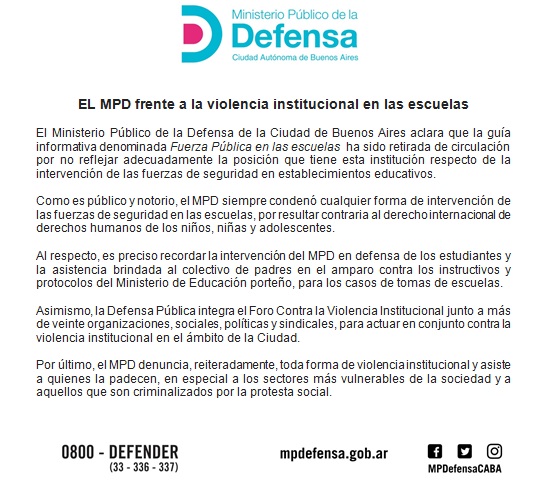 Ministerio Público de la
Defensa
Ciudad Autónoma de Buenos Aires
EL MPD frente a la violencia institucional en las escuelas
El Ministerio Público de la Defensa de la Ciudad de Buenos Aires aclara que la guía
informativa denominada Fuerza Pública en las escuelas ha sido retirada de circulación
por no reflejar adecuadamente la posición que tiene esta institución respecto de la
intervención de las fuerzas de seguridad en establecimientos educativos.
Como es público y notorio, el MPD siempre condenó cualquier forma de intervención de
las fuerzas de seguridad en las escuelas, por resultar contraria al derecho internacional de
derechos humanos de los niños, niñas y adolescentes.
Al respecto, es preciso recordar la intervención del MPD en defensa de los estudiantes y
la asistencia brindada al colectivo de padres en el amparo contra los instructivos y
protocolos del Ministerio de Educación porteño, para los casos de tomas de escuelas.
Asimismo, la Defensa Pública integra el Foro Contra la Violencia Institucional junto a más
de veinte organizaciones, sociales, políticas y sindicales, para actuar en conjunto contra la
violencia institucional en el ámbito de la Ciudad.
Por último, el MPD denuncia, reiteradamente, toda forma de violencia institucional y asiste
a quienes la padecen, en especial a los sectores más vulnerables de la sociedad y a
aquellos que son criminalizados por la protesta social.
0800 - DEFENDER
(33 - 336 - 337)
mpdefensa.gob.ar
MPDefensaCABA